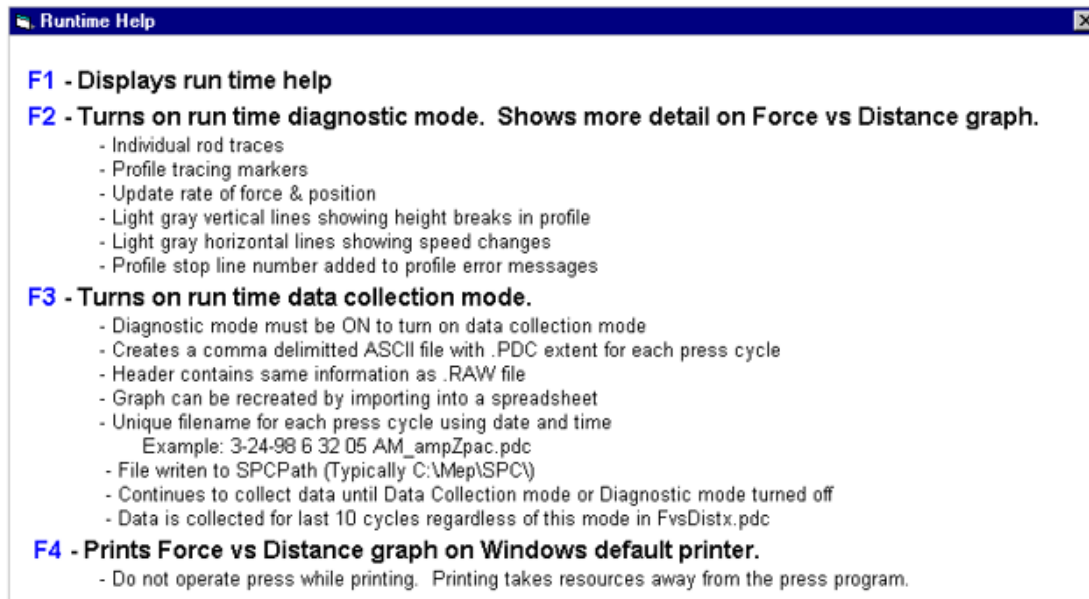 Runtime Help
F1 - Displays run time help
F2 - Turns on run time diagnostic mode.  Shows more detail on Force vs Distance graph.
- Individual rod traces
- Profile tracing markers
- Update rate of force & position
- Light gray vertical lines showing height breaks in profile
- Light gray horizontal lines showing speed changes
- Profile stop line number added to profile error messages
F3 - Turns on run time data collection mode.
- Diagnostic mode must be ON to turn on data collection mode
- Creates a comma delimitted ASCII file with .PDC extent for each press cycle
- Header contains same information as .RAW file
- Graph can be recreated by importing into a spreadsheet
- Unique filename for each press cycle using date and time
Example: 3-24-98 6 32 05 AM_ampZpac.pdc
- File writen to SPCPath (Typically C:\Mep\SPC\)
- Continues to collect data until Data Collection mode or Diagnostic mode turned off
- Data is collected for last 10 cycles regardless of this mode in FvsDistx.pdc
F4 - Prints Force vs Distance graph on Windows default printer.
- Do not operate press while printing.  Printing takes resources away from the press program.